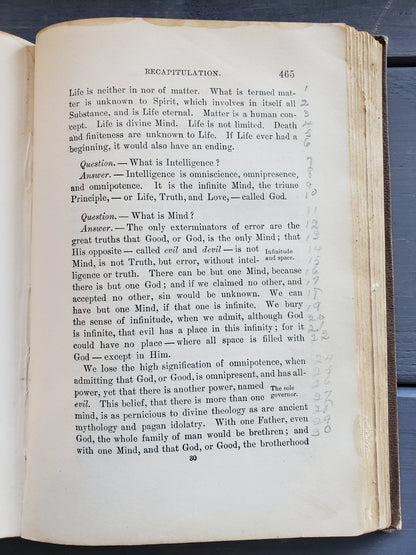 RECAPITULATION. 465
Life is neither in nor of matter. What is termed mat- 1
ter is unknown to Spirit, which involves in itself all 2
Substance, and is Life eternal. Matter is a human con- 3
cept. Life is divine Mind. Life is not limited. Death 4
and finiteness are unknown to Life. If Life ever had a 5
beginning, it would also have an ending. 6
Question. — What is Intelligence? 7
Answer. — Intelligence is omniscience, omnipresence, 8
and omnipotence. It is the infinite Mind, the triune 9
Principle, — or Life, Truth, and Love, — called God. 10
Question. — What is Mind? 11
Answer. — The only exterminators of error are the 12
great truths that Good, or God, is the only Mind; that 13
His opposite — called evil and devil — is not Infinitude 14
Mind, is not Truth, but error, without intel- and space. 15
ligence or truth. There can be but one Mind, because 16
there is but one God; and if we claimed no other, and 17
accepted no other, sin would be unknown. We can 18
have but one Mind, if that one is infinite. We bury 19
the sense of infinitude, when we admit, although God 20
is infinite, that evil has a place in this infinity; for it 21
could have no place — where all space is filled with 22
God — except in Him.
We lose the high signification of omnipotence, when
admitting that God, or Good, is omnipresent, and has all-
power, yet that there is another power, named The sole
evil. This belief, that there is more than one governor. 27
mind, is as pernicious to divine theology as are ancient 28
mythology and pagan idolatry. With one Father, even
God, the whole family of man would be brethren; and 30
with one Mind, and that God, or Good, the brotherhood
30